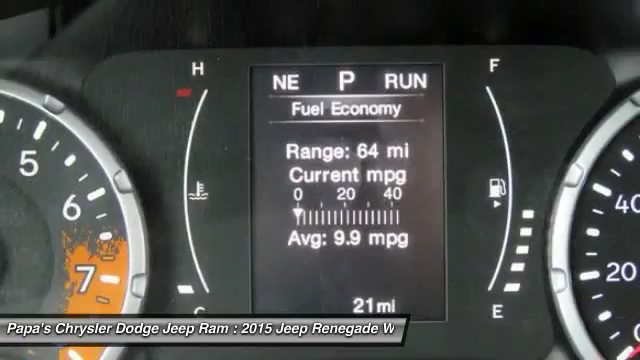 H
F
NE P RUN
Fuel Economy
5
Range: 64 mi
Current mpg
0 20 40
6
40
Avg: 9.9 mpg
7
20
21mi
E
0
Papa's Chrysler Dodge Jeep Ram : 2015 Jeep Renegade W